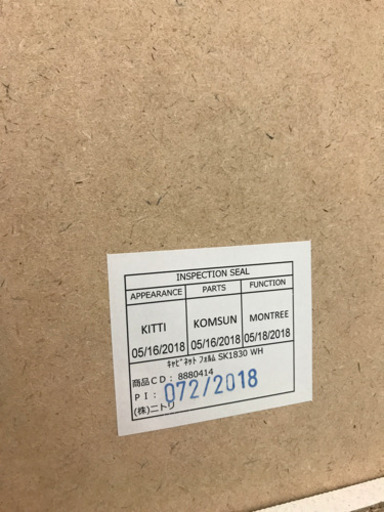 INSPECTION SEAL
APPEARANCE PARTS FUNCTION
KITTI KOMSUN MONTREE
05/16/2018 05/16/2018 05/18/2018
ｷｬﾋﾞﾈｯﾄ ﾌｫﾙﾑ SK1830 WH
商品CD: 8880414
PI: 072/2018
(株)ニトリ